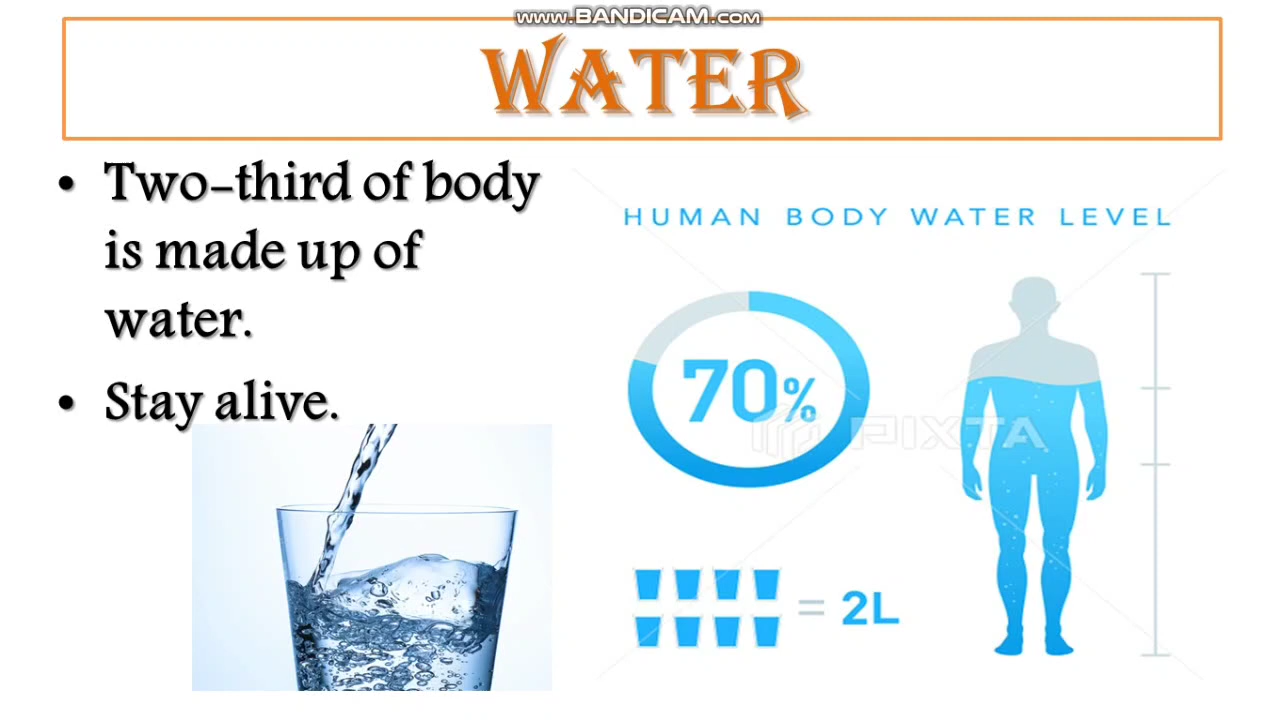 www.BANDICAM.com
WATER
• Two-third of body
is made up of
water.
• Stay alive.
HUMAN BODY WATER LEVEL
70%
PIXTA
= 2L